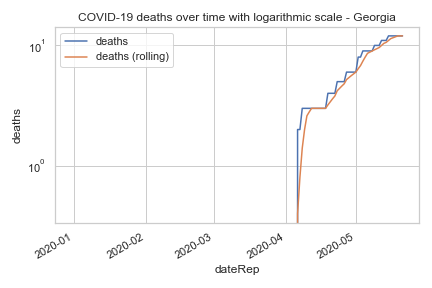 COVID-19 deaths over time with logarithmic scale - Georgia
deaths
deaths (rolling)
10¹
10⁰
deaths
2020-01
2020-02
2020-03
2020-04
2020-05
dateRep